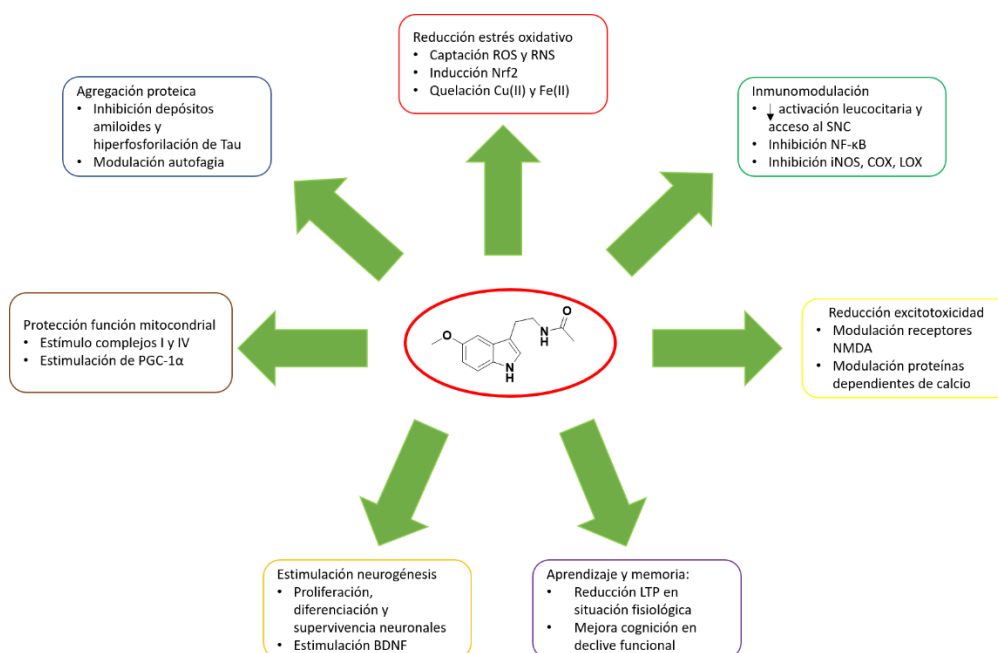 Reducción estrés oxidativo
• Captación ROS y RNS
• Inducción Nrf2
• Quelación Cu(II) y Fe(II)
Agregación proteica
• Inhibición depósitos
amiloides y
hiperfosforilación de Tau
• Modulación autofagia
Inmunomodulación
• ↓ activación leucocitaria y
acceso al SNC
• Inhibición NF-κB
• Inhibición iNOS, COX, LOX
Protección función mitocondrial
• Estímulo complejos I y IV
• Estimulación de PGC-1α
O
N
H
O
N
H
Reducción excitotoxicidad
• Modulación receptores
NMDA
• Modulación proteínas
dependientes de calcio
Estimulación neurogénesis
• Proliferación,
diferenciación y
supervivencia neuronales
• Estimulación BDNF
Aprendizaje y memoria:
• Reducción LTP en
situación fisiológica
• Mejora cognición en
declive funcional